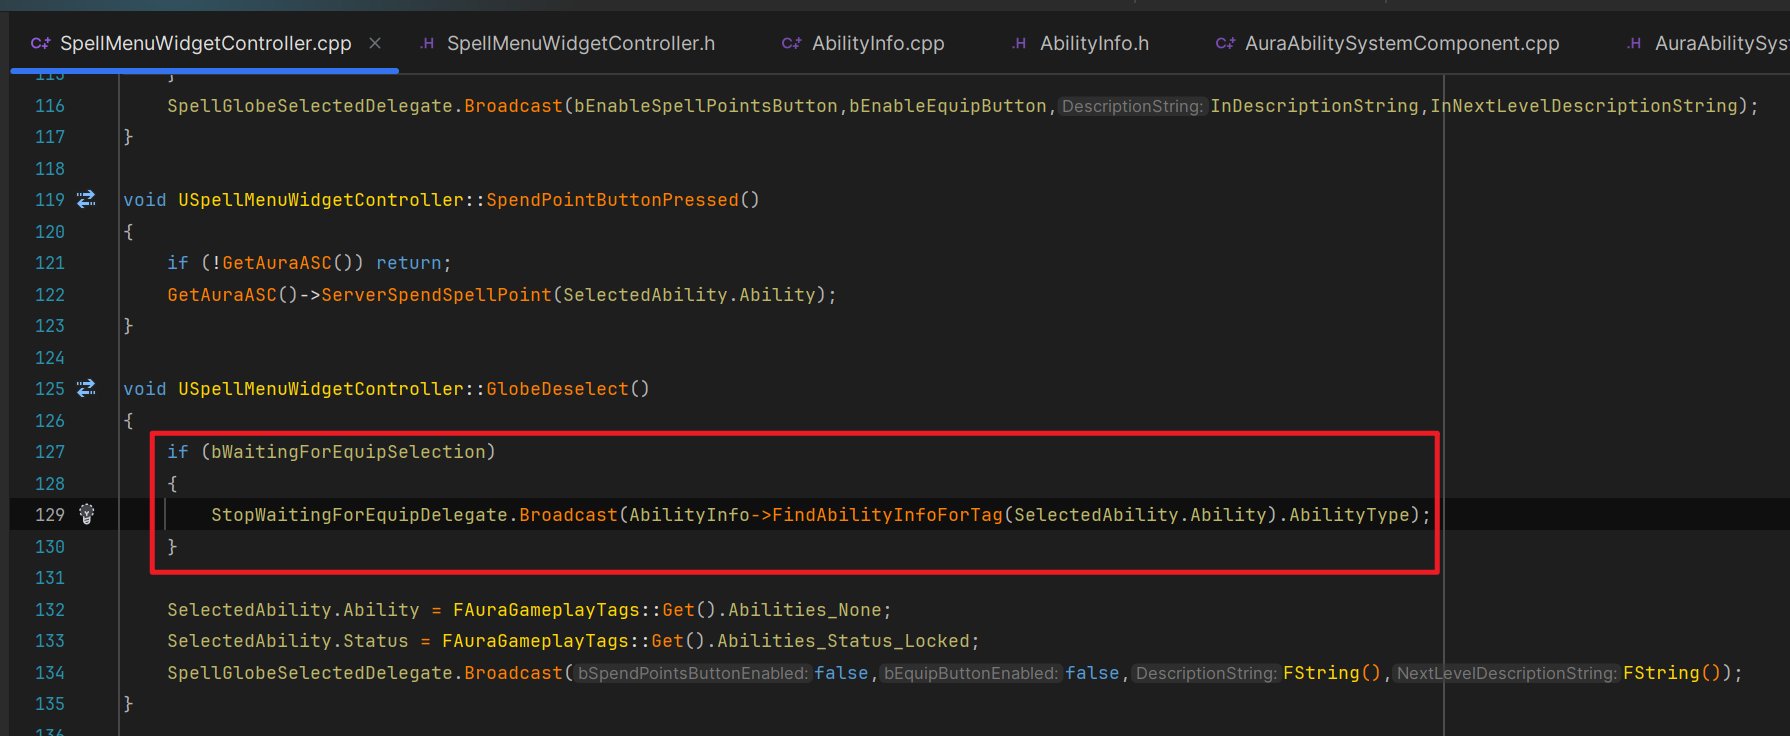 SpellMenuWidgetController.cpp SpellMenuWidgetController.h AbilityInfo.cpp AbilityInfo.h AuraAbilitySystemComponent.cpp AuraAbilitySys
115 }
116 SpellGlobeSelectedDelegate.Broadcast(bEnableSpellPointsButton,bEnableEquipButton, DescriptionString: InDescriptionString,InNextLevelDescriptionString);
117 }
118
119 void USpellMenuWidgetController::SpendPointButtonPressed()
120 {
121 if (!GetAuraASC()) return;
122 GetAuraASC()->ServerSpendSpellPoint(SelectedAbility.Ability);
123 }
124
125 void USpellMenuWidgetController::GlobeDeselect()
126 {
127 if (bWaitingForEquipSelection)
128 {
129 StopWaitingForEquipDelegate.Broadcast(AbilityInfo->FindAbilityInfoForTag(SelectedAbility.Ability).AbilityType);
130 }
131
132 SelectedAbility.Ability = FAuraGameplayTags::Get().Abilities_None;
133 SelectedAbility.Status = FAuraGameplayTags::Get().Abilities_Status_Locked;
134 SpellGlobeSelectedDelegate.Broadcast( bSpendPointsButtonEnabled: false, bEquipButtonEnabled: false, DescriptionString: FString(), NextLevelDescriptionString: FString());
135 }
136